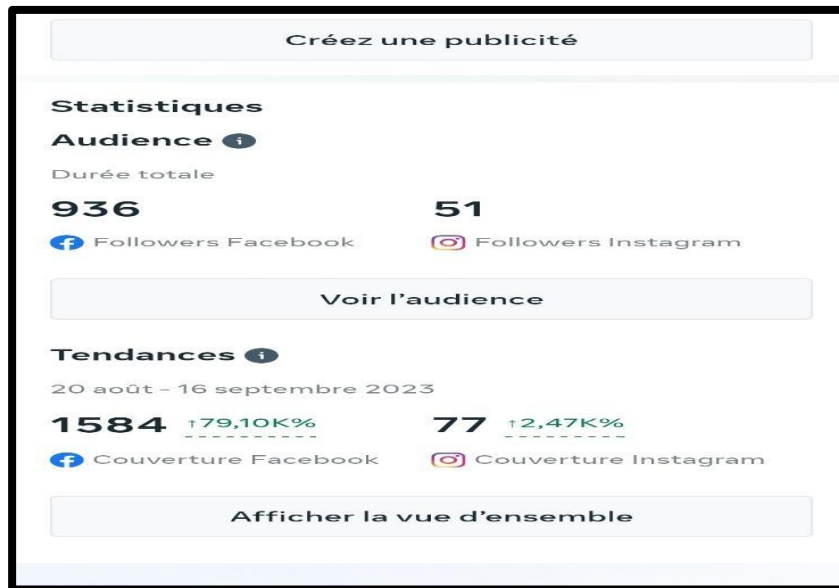 Créez une publicité
Statistiques
Audience
Durée totale
936 51
Followers Facebook Followers Instagram
Voir l'audience
Tendances
20 août – 16 septembre 2023
1584 ↑79,10K% 77 ↑2,47K%
Couverture Facebook Couverture Instagram
Afficher la vue d'ensemble